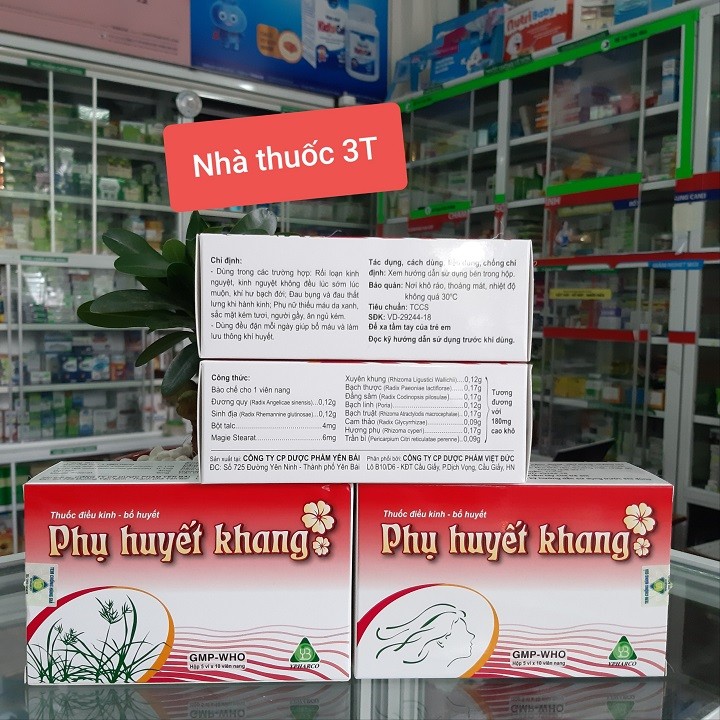 Nutri
Baby
Nhà thuốc 3T
Chỉ định:
- Dùng trong các trường hợp: Rối loạn kinh
nguyệt, kinh nguyệt không đều lúc sớm lúc
muộn, khí hư bạch đới; Đau bụng và đau thắt
lưng khi hành kinh; Phụ nữ thiếu máu da xanh,
sắc mặt kém tươi, người gầy, ăn ngủ kém.
- Dùng đều đặn mỗi ngày giúp bổ máu và làm
lưu thông khí huyết.
Tác dụng, cách dùng, liều dùng, chống chỉ
định: Xem hướng dẫn sử dụng bên trong hộp.
Bảo quản: Nơi khô ráo, thoáng mát, nhiệt độ
không quá 30°C
Tiêu chuẩn: TCCS
SĐK: VD-29244-18
Để xa tầm tay của trẻ em
Đọc kỹ hướng dẫn sử dụng trước khi dùng.
Công thức:
Bào chế cho 1 viên nang
Đương quy (Radix Angelicae sinensis)...0,12g
Sinh địa (Radix Rhemannine glutinosae)...0,12g
Bột talc...4mg
Magie Stearat...6mg
Xuyên khung (Rhizoma Ligustici Wallichii)...0,12g
Bạch thược (Radix Paeoniae lactiflorae)...0,17g
Đảng sâm (Radix Codinopsis pilosulae)...0,17g
Bạch linh (Poria)...0,12g
Bạch truật (Rhizoma Atractylodis macrocephalae)...0,17g
Cam thảo (Radix Glycyrrhizae)...0,09g
Hương phụ (Rhizoma cyperi)...0,17g
Trần bì (Pericarpium Citri reticulatae perenne)...0,09g
Tương
đương
với
180mg
cao khô
Sản xuất tại: CÔNG TY CP DƯỢC PHẨM YÊN BÁI
ĐC: Số 725 Đường Yên Ninh - Thành phố Yên Bái
Phân phối bởi: CÔNG TY CP DƯỢC PHẨM VIỆT ĐỨC
Lô B10/D6 - KĐT Cầu Giấy, P.Dịch Vọng, Cầu Giấy, HN
Thuốc điều kinh - bổ huyết
Phụ huyết khang
GMP-WHO
Hộp 5 vỉ x 10 viên nang
YPHARCO
Thuốc điều kinh - bổ huyết
Phụ huyết khang
GMP-WHO
Hộp 5 vỉ x 10 viên nang
YPHARCO